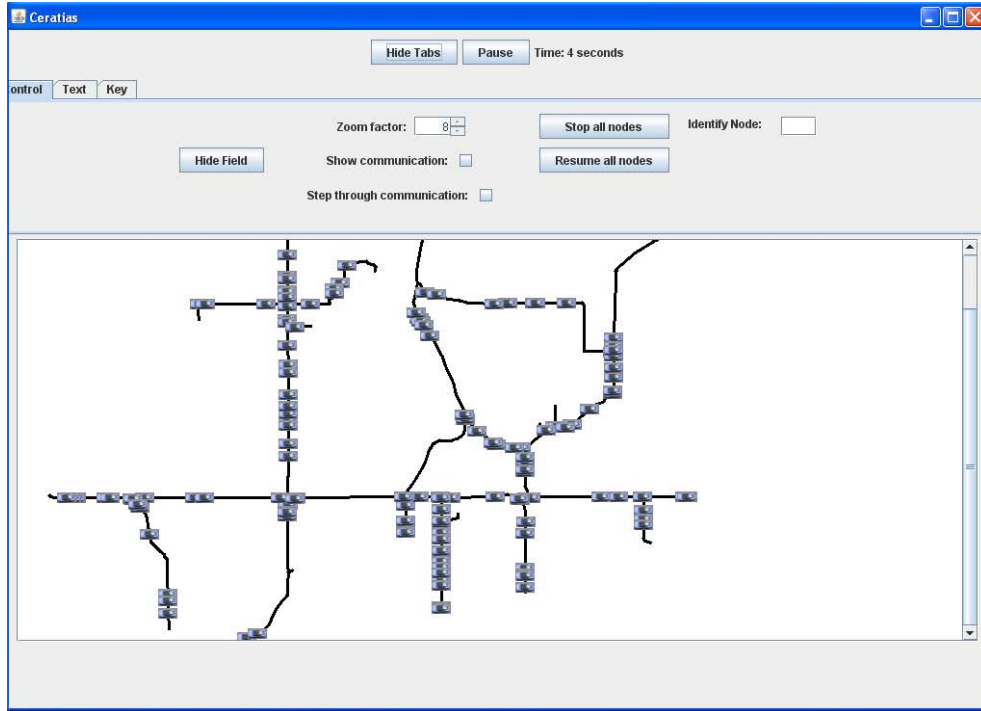 Ceratias
Hide Tabs Pause Time: 4 seconds
ontrol Text Key
Zoom factor: 8 Stop all nodes Identify Node:
Hide Field Show communication: Resume all nodes
Step through communication: